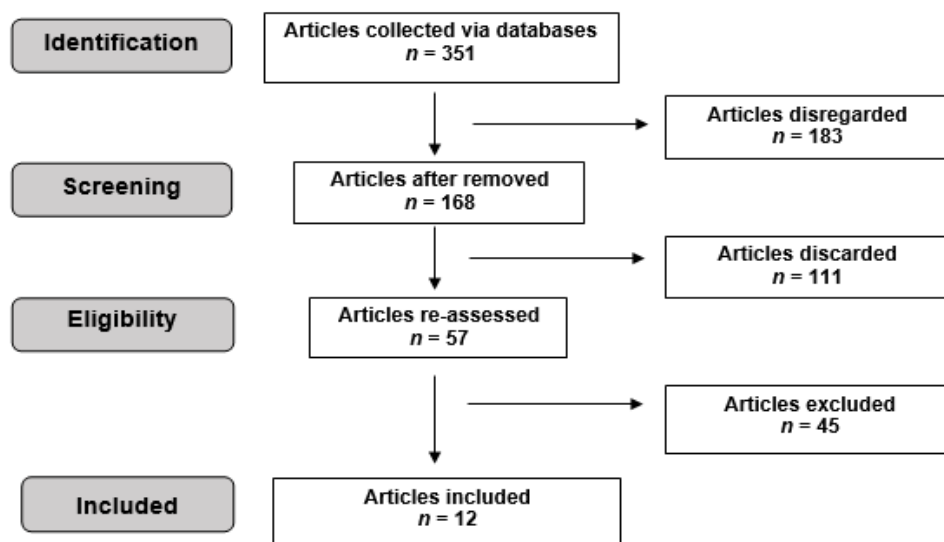 Identification
Articles collected via databases
n = 351
Articles disregarded
n = 183
Screening
Articles after removed
n = 168
Articles discarded
n = 111
Eligibility
Articles re-assessed
n = 57
Articles excluded
n = 45
Included
Articles included
n = 12